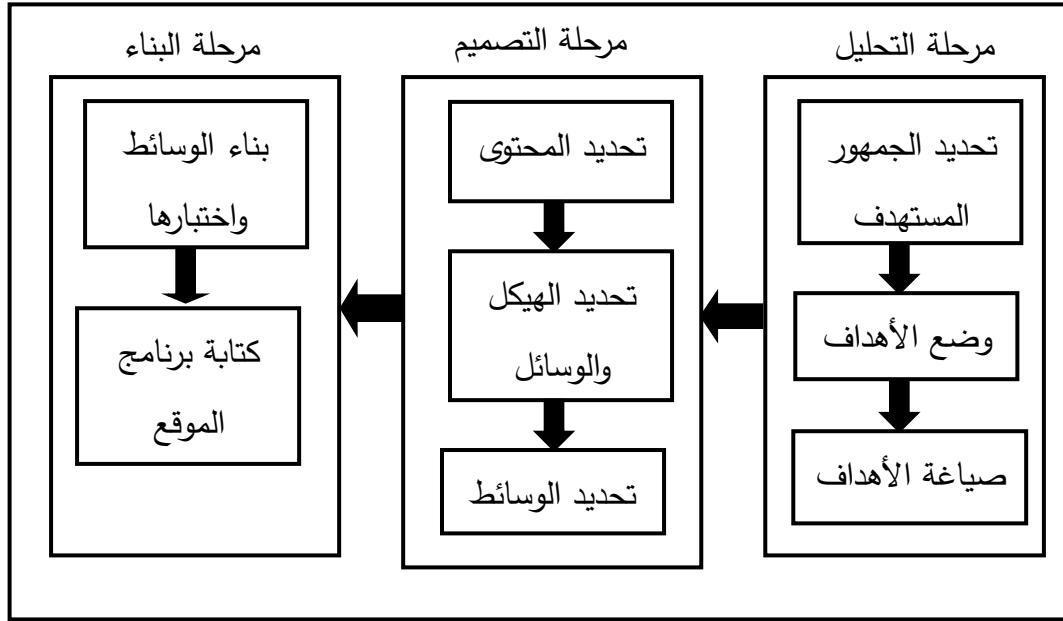 مرحلة التحليل
تحديد الجمهور
المستهدف
وضع الأهداف
صياغة الأهداف
مرحلة التصميم
تحديد المحتوى
تحديد الهيكل
والوسائل
تحديد الوسائط
مرحلة البناء
بناء الوسائط
واختبارها
كتابة برنامج
الموقع